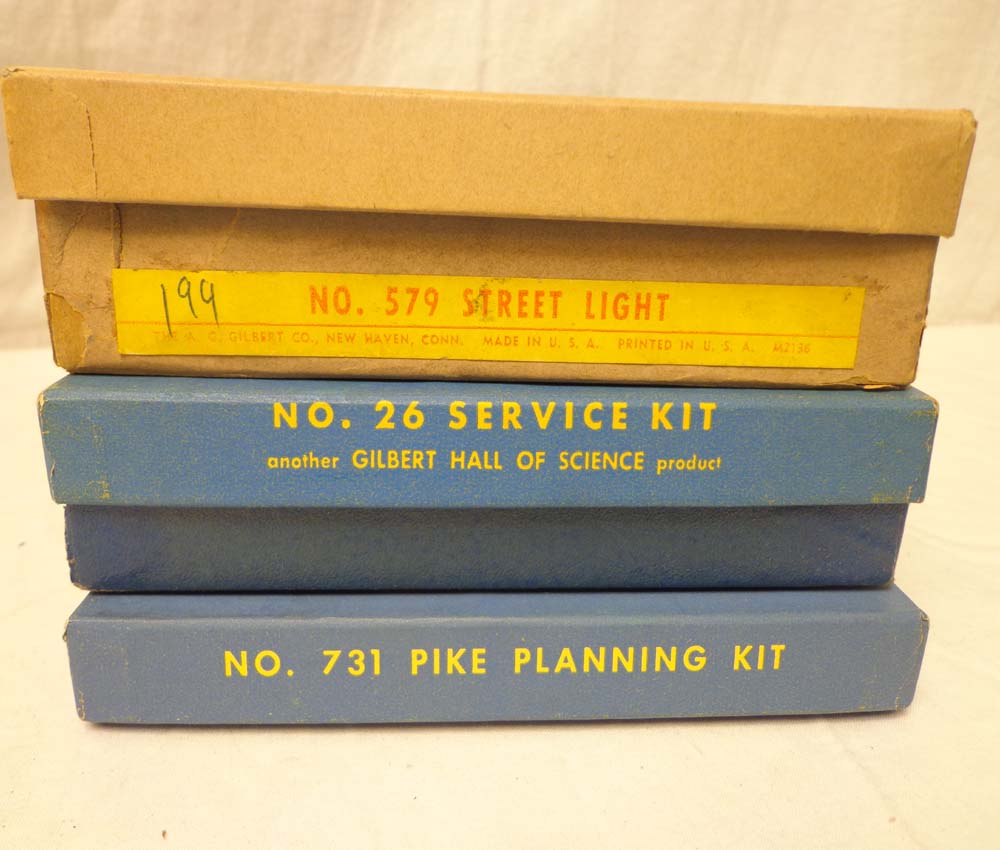 199
NO. 579 STREET LIGHT
THE A. C. GILBERT CO., NEW HAVEN, CONN. MADE IN U. S. A. PRINTED IN U. S. A. M2136
NO. 26 SERVICE KIT
another GILBERT HALL OF SCIENCE product
NO. 731 PIKE PLANNING KIT